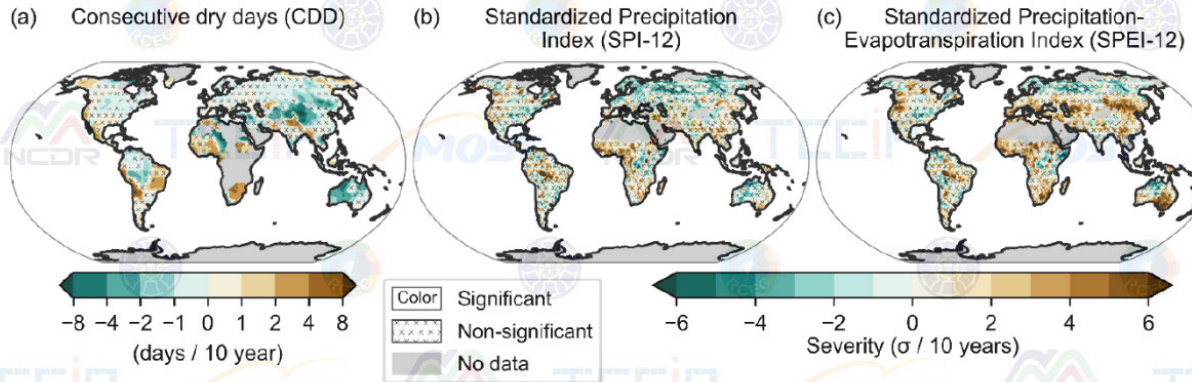 (a) Consecutive dry days (CDD)
(b) Standardized Precipitation
Index (SPI-12)
(c) Standardized Precipitation-
Evapotranspiration Index (SPEI-12)
NCDR
TCCiP
MOST
−8 −4 −2 −1 0 1 2 4 8
(days / 10 year)
Color Significant
Non-significant
No data
−6 −4 −2 0 2 4 6
Severity (σ / 10 years)